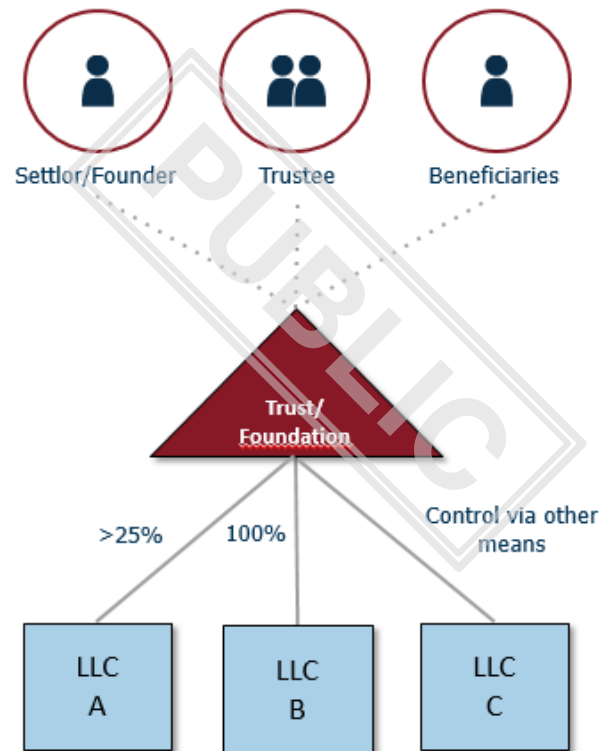 Settlor/Founder
Trustee
Beneficiaries
PUBLIC
Trust/
Foundation
>25%
100%
Control via other
means
LLC
A
LLC
B
LLC
C